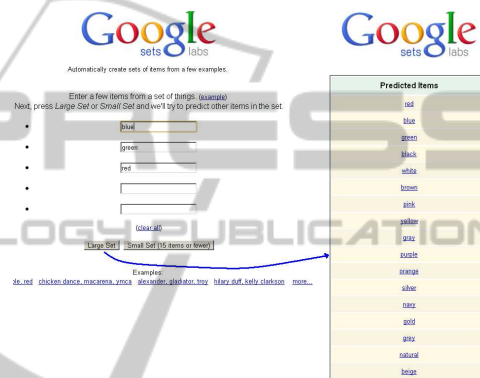 Google
sets labs
Automatically create sets of items from a few examples.
Enter a few items from a set of things. (example)
Next, press Large Set or Small Set and we'll try to predict other items in the set.
blue
green
red
(clear all)
Large Set
Small Set (15 items or fewer)
Examples:
le, red chicken dance, macarena, ymca alexander, gladiator, troy hilary duff, kelly clarkson more...
Google
sets labs
Predicted Items
red
blue
green
black
white
brown
pink
yellow
gray
purple
orange
silver
navy
gold
grey
natural
beige